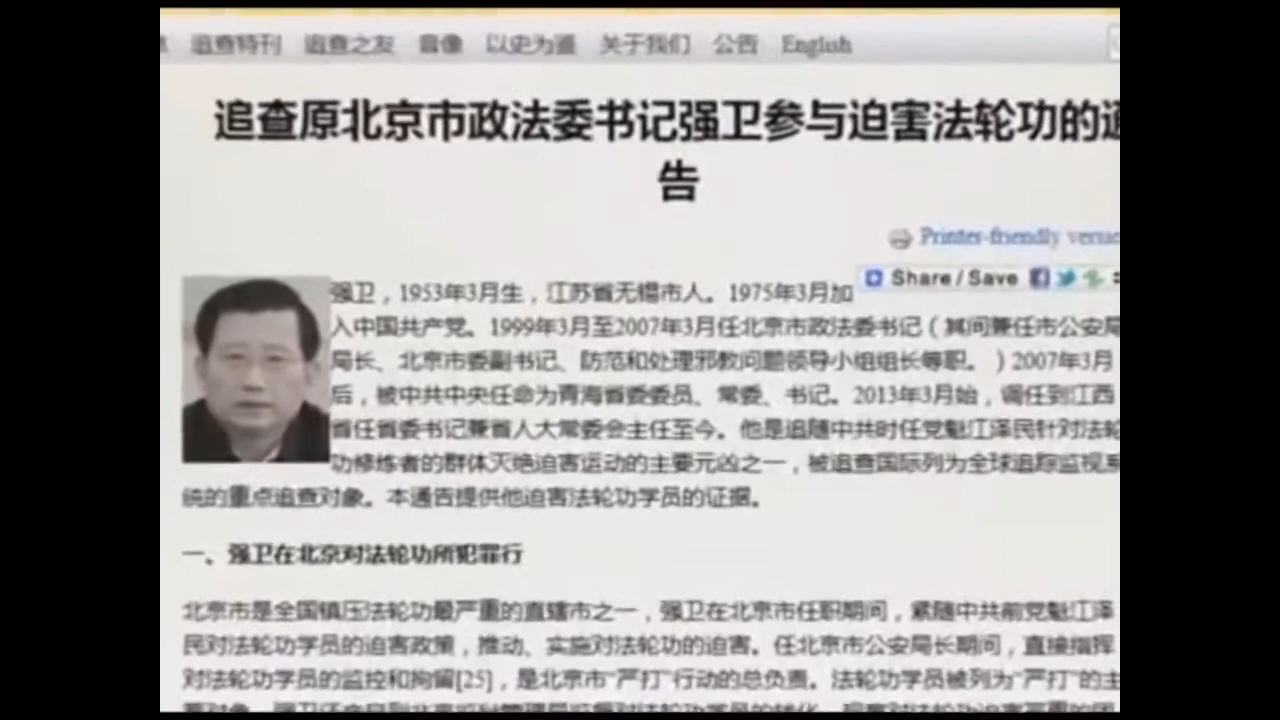 追查特刊 追查之友 音像 以史为鉴 关于我们 公告 English
追查原北京市政法委书记强卫参与迫害法轮功的通
告
Printer-friendly
Share / Save
强卫，1953年3月生，江苏省无锡市人。1975年3月加
入中国共产党。1999年3月至2007年3月任北京市政法委书记（其间兼任市公安局
局长、北京市委副书记、防范和处理邪教问题领导小组组长等职。）2007年3月
后，被中共中央任命为青海省委委员、常委、书记。2013年3月始，调任到江西
省任省委书记兼省人大常委会主任至今。他是追随中共时任党魁江泽民针对法轮
功修炼者的群体灭绝迫害运动的主要元凶之一，被追查国际列为全球追踪监视系
统的重点追查对象。本通告提供他迫害法轮功学员的证据。
一、强卫在北京对法轮功所犯罪行
北京市是全国镇压法轮功最严重的直辖市之一，强卫在北京市任职期间，紧随中共前党魁江泽
民对法轮功学员的迫害政策，推动、实施对法轮功的迫害。任北京市公安局长期间，直接指挥
对法轮功学员的监控和拘留[25]，是北京市“严打”行动的总负责。法轮功学员被列为“严打”的主